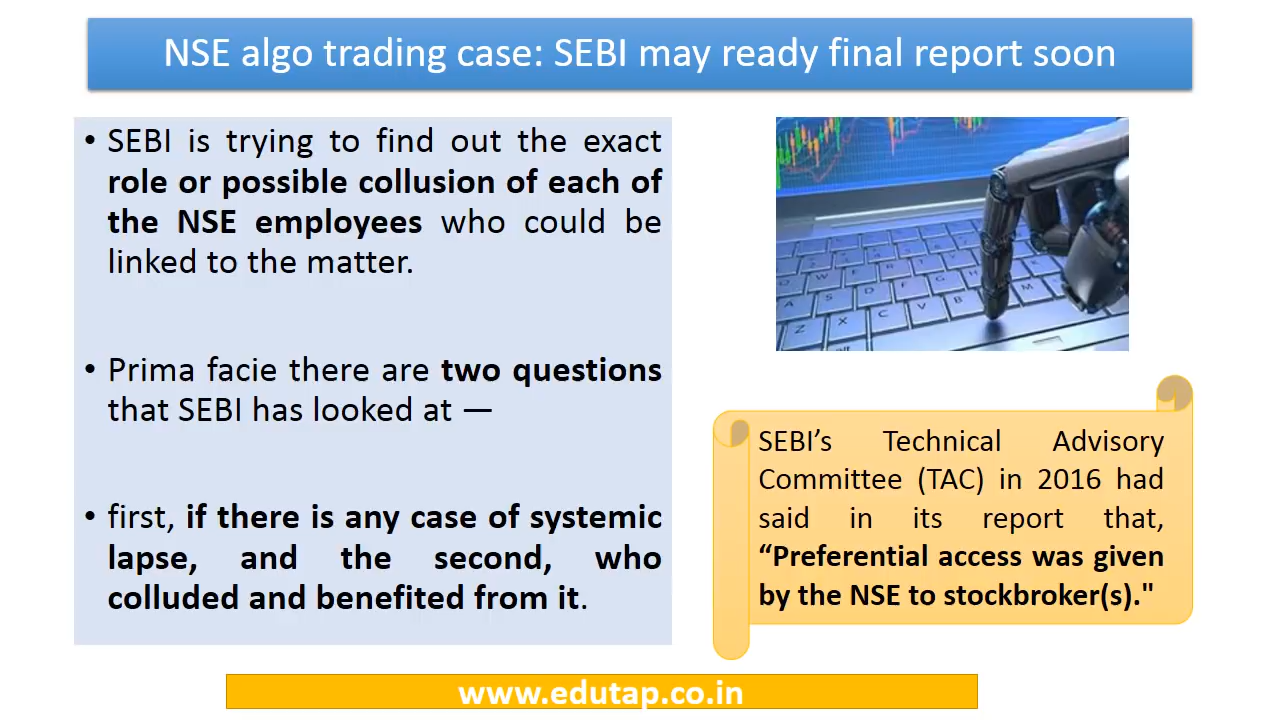 NSE algo trading case: SEBI may ready final report soon
• SEBI is trying to find out the exact
role or possible collusion of each of
the NSE employees who could be
linked to the matter.
• Prima facie there are two questions
that SEBI has looked at —
• first, if there is any case of systemic
lapse, and the second, who
colluded and benefited from it.
SEBI’s Technical Advisory
Committee (TAC) in 2016 had
said in its report that,
“Preferential access was given
by the NSE to stockbroker(s)."
www.edutap.co.in